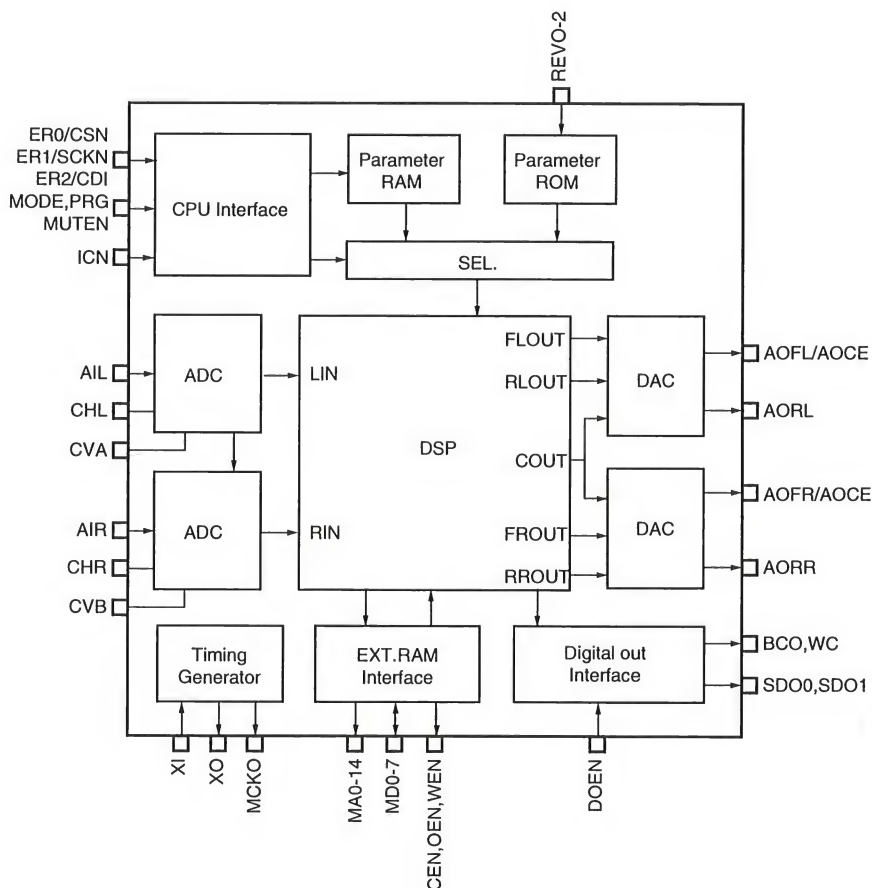 REVO-2
ER0/CSN
ER1/SCKN
ER2/CDI
MODE,PRG
MUTEN
ICN
CPU Interface
Parameter
RAM
Parameter
ROM
SEL.
AIL
CHL
CVA
ADC
LIN
DSP
FLOUT
RLOUT
COUT
FROUT
RROUT
DAC
AOFL/AOCE
AORL
AIR
CHR
CVB
ADC
RIN
DAC
AOFR/AOCE
AORR
Timing
Generator
EXT.RAM
Interface
Digital out
Interface
BCO,WC
SDO0,SDO1
XI
XO
MCKO
MA0-14
MD0-7
CEN,OEN,WEN
DOEN